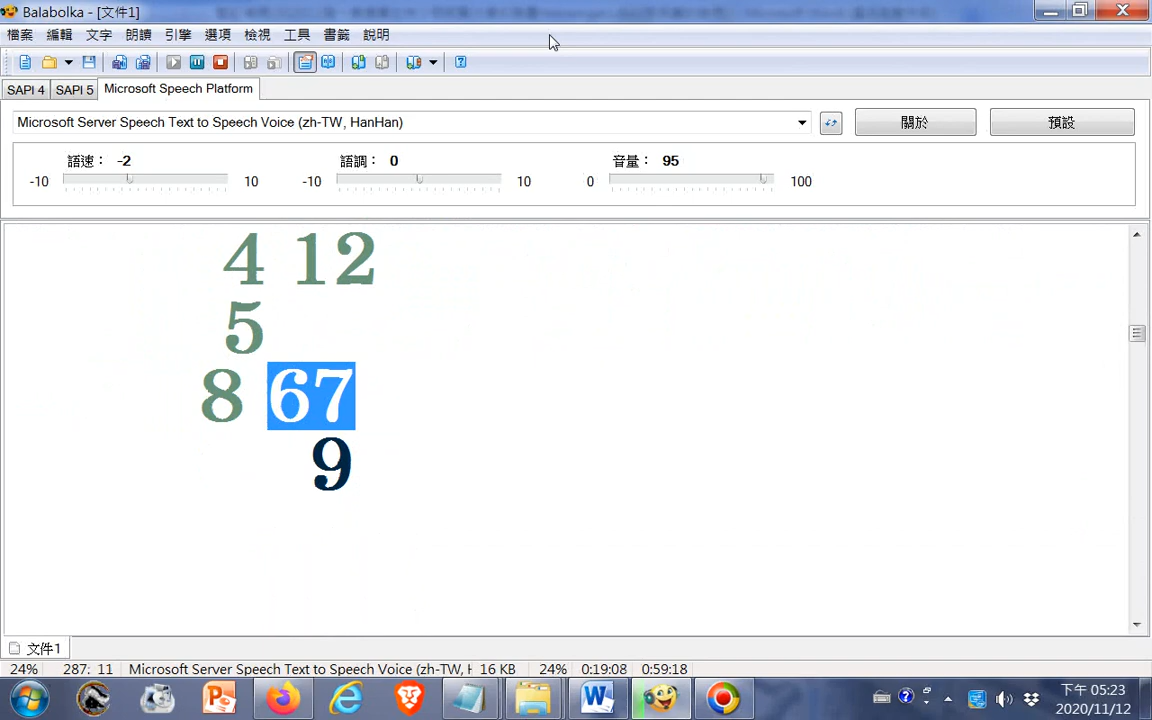 Balabolka - [文件1]
檔案 編輯 文字 朗讀 引擎 選項 檢視 工具 書籤 說明
SAPI 4 SAPI 5 Microsoft Speech Platform
Microsoft Server Speech Text to Speech Voice (zh-TW, HanHan) 關於 預設
語速： -2 語調： 0 音量： 95
-10 10 -10 10 0 100
4 12
5
8 67
9
文件1
24% 287: 11 Microsoft Server Speech Text to Speech Voice (zh-TW, H 16 KB 24% 0:19:08 0:59:18
下午 05:23
2020/11/12